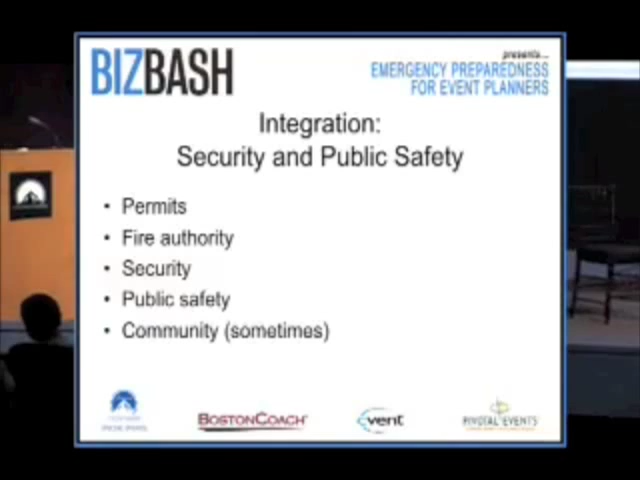 BIZBASH
presents...
EMERGENCY PREPAREDNESS
FOR EVENT PLANNERS
Integration:
Security and Public Safety
• Permits
• Fire authority
• Security
• Public safety
• Community (sometimes)
BOSTONCOACH
cvent
PIVOTAL EVENTS